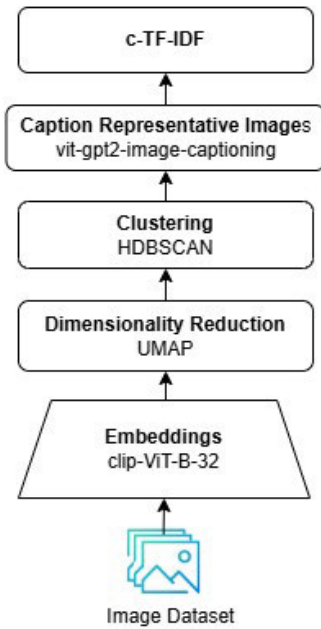 c-TF-IDF
Caption Representative Images
vit-gpt2-image-captioning
Clustering
HDBSCAN
Dimensionality Reduction
UMAP
Embeddings
clip-ViT-B-32
Image Dataset